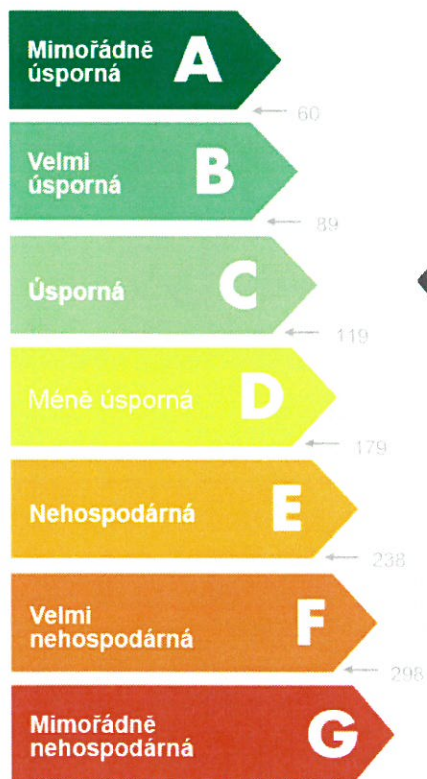 Mimořádně
úsporná
A
60
Velmi
úsporná
B
89
Úsporná
C
119
Méně úsporná
D
179
Nehospodárná
E
238
Velmi
nehospodárná
F
298
Mimořádně
nehospodárná
G